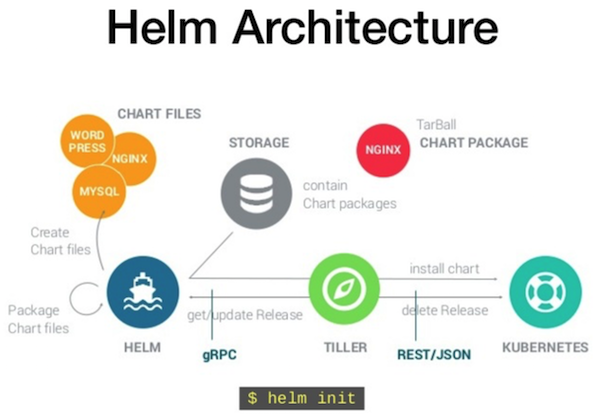 Helm Architecture
CHART FILES
WORD
PRESS
NGINX
MYSQL
STORAGE
contain
Chart packages
NGINX
TarBall
CHART PACKAGE
Create
Chart files
Package
Chart files
install chart
get/update Release
delete Release
HELM
gRPC
TILLER
REST/JSON
KUBERNETES
$ helm init